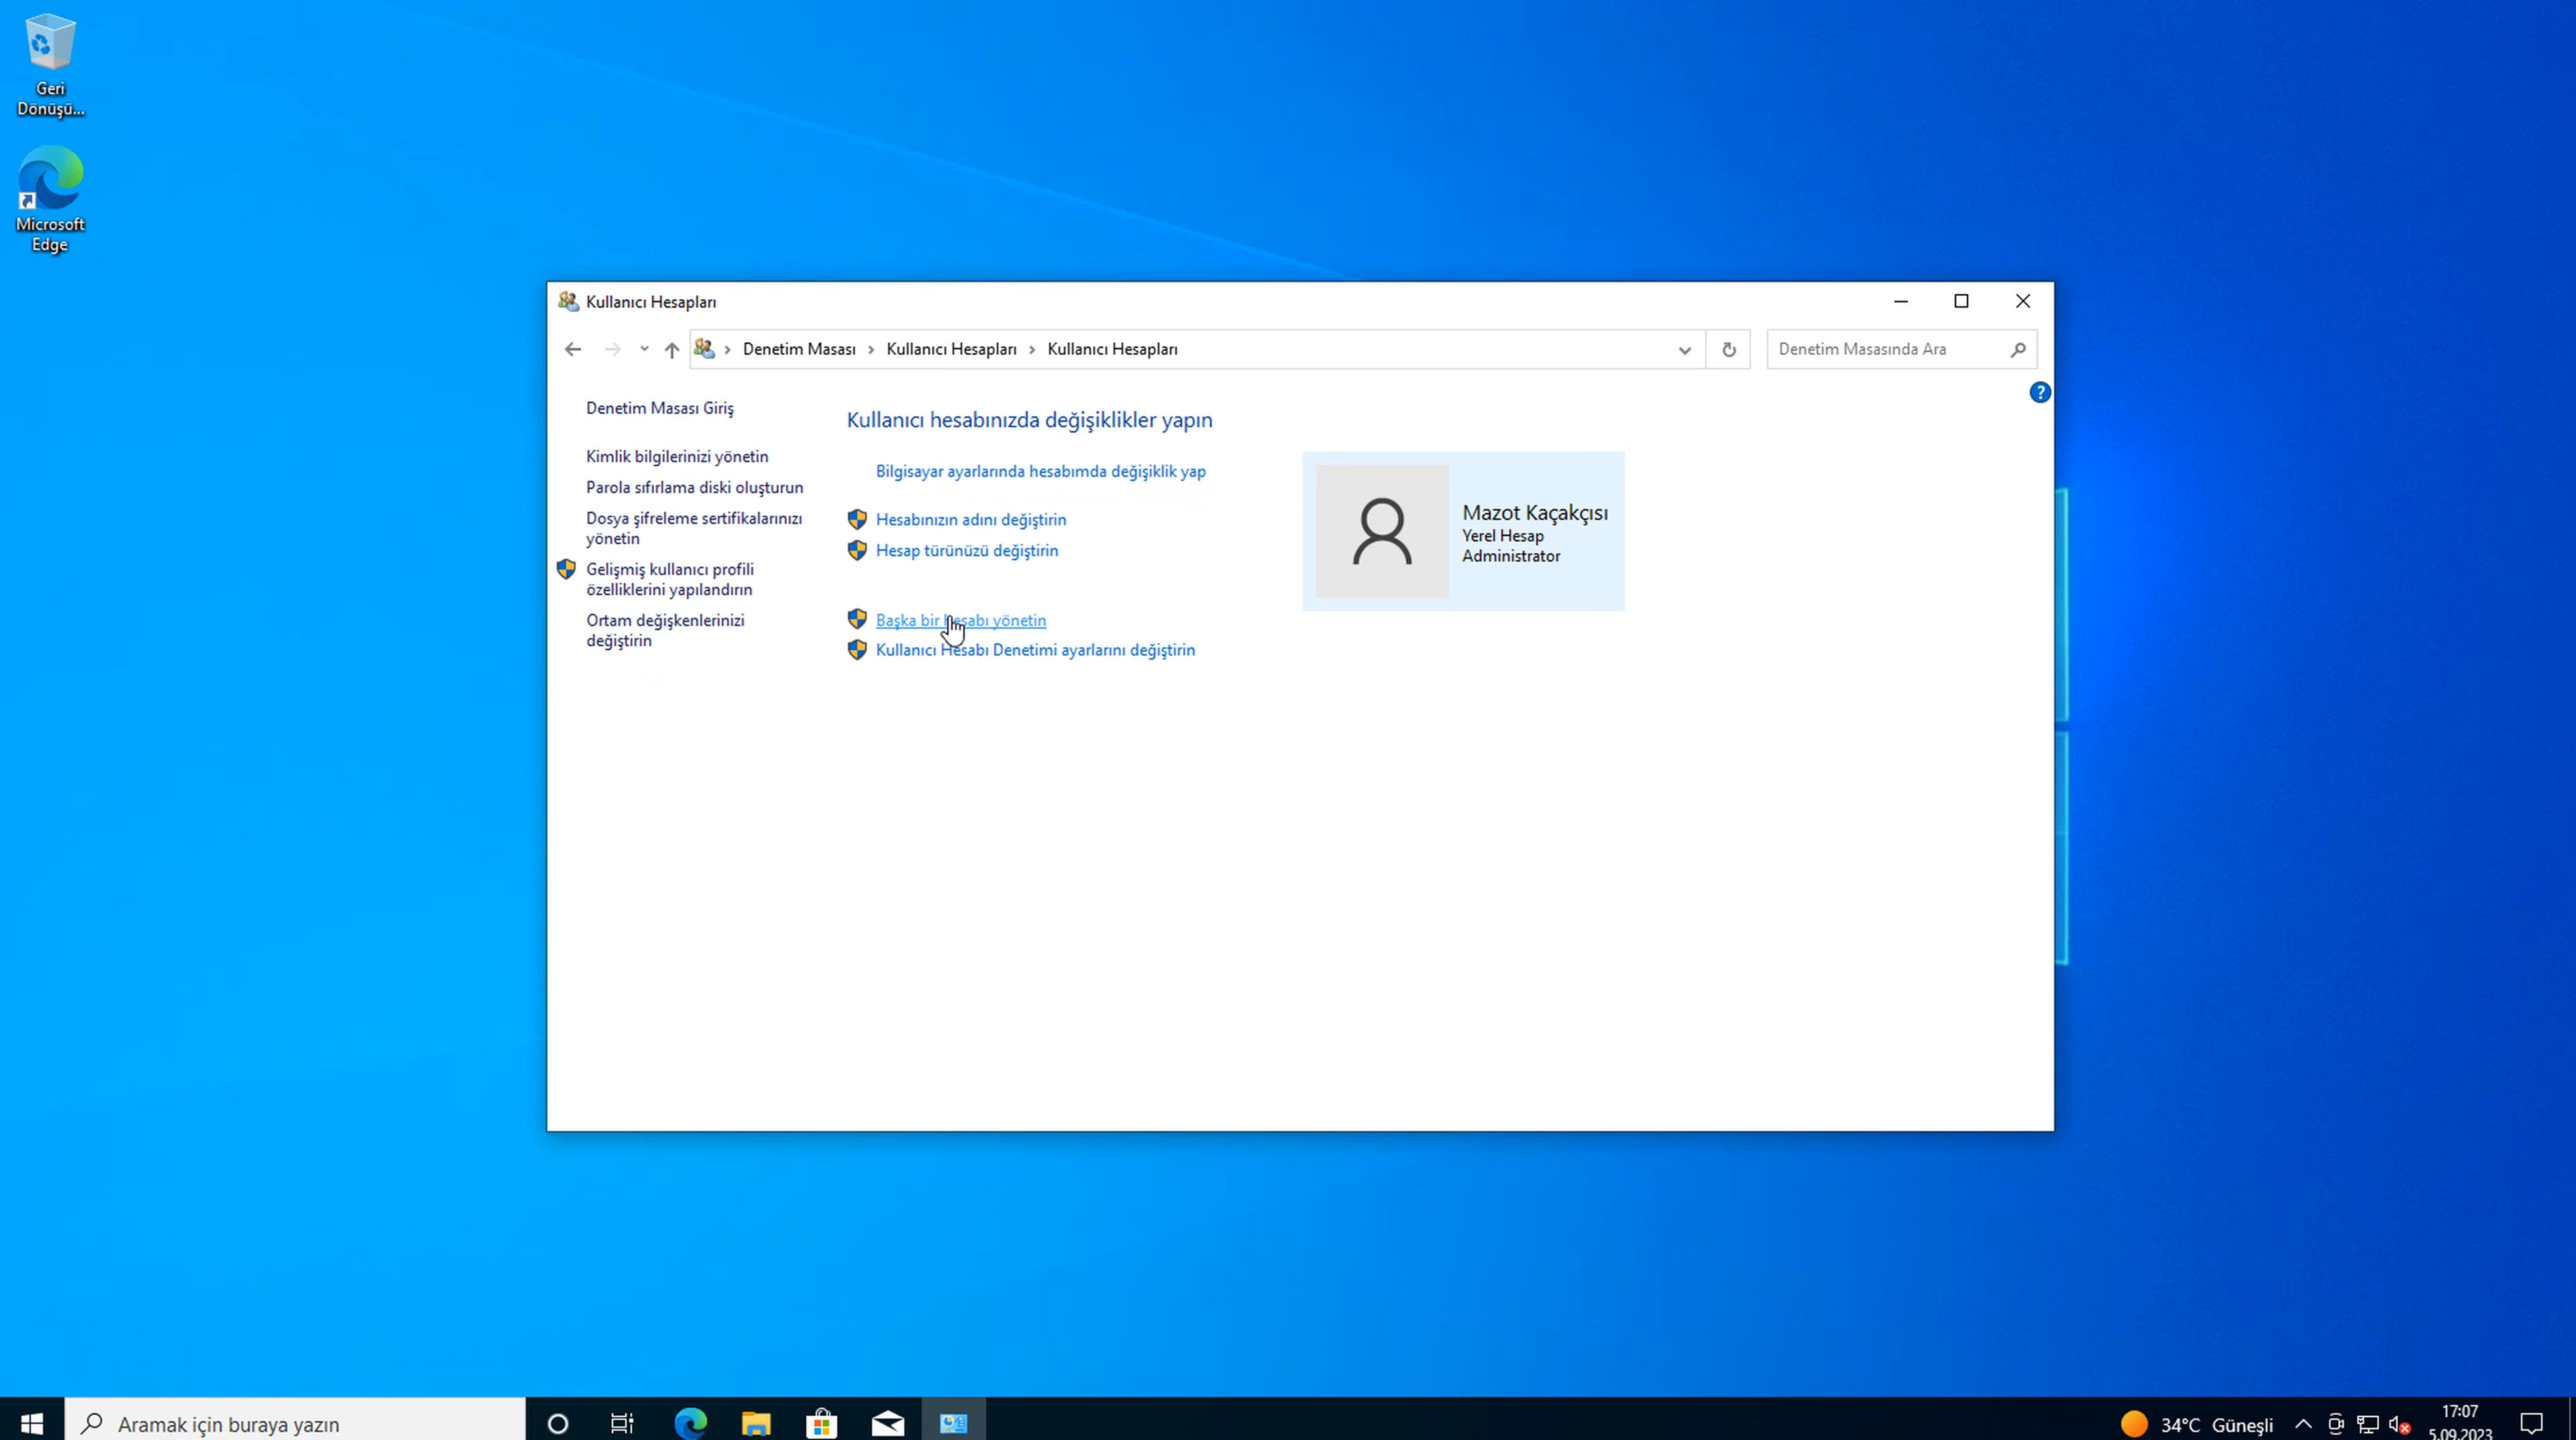 Geri
Dönüşü...
Microsoft
Edge
Kullanıcı Hesapları
Denetim Masası
Kullanıcı Hesapları
Kullanıcı Hesapları
Denetim Masasında Ara
?
Denetim Masası Giriş
Kimlik bilgilerinizi yönetin
Parola sıfırlama diski oluşturun
Dosya şifreleme sertifikalarınızı
yönetin
Gelişmiş kullanıcı profili
özelliklerini yapılandırın
Ortam değişkenlerinizi
değiştirin
Kullanıcı hesabınızda değişiklikler yapın
Bilgisayar ayarlarında hesabımda değişiklik yap
Hesabınızın adını değiştirin
Hesap türünüzü değiştirin
Başka bir hesabı yönetin
Kullanıcı Hesabı Denetimi ayarlarını değiştirin
Mazot Kaçakçısı
Yerel Hesap
Administrator
Aramak için buraya yazın
34°C Güneşli
17:07
5.09.2023